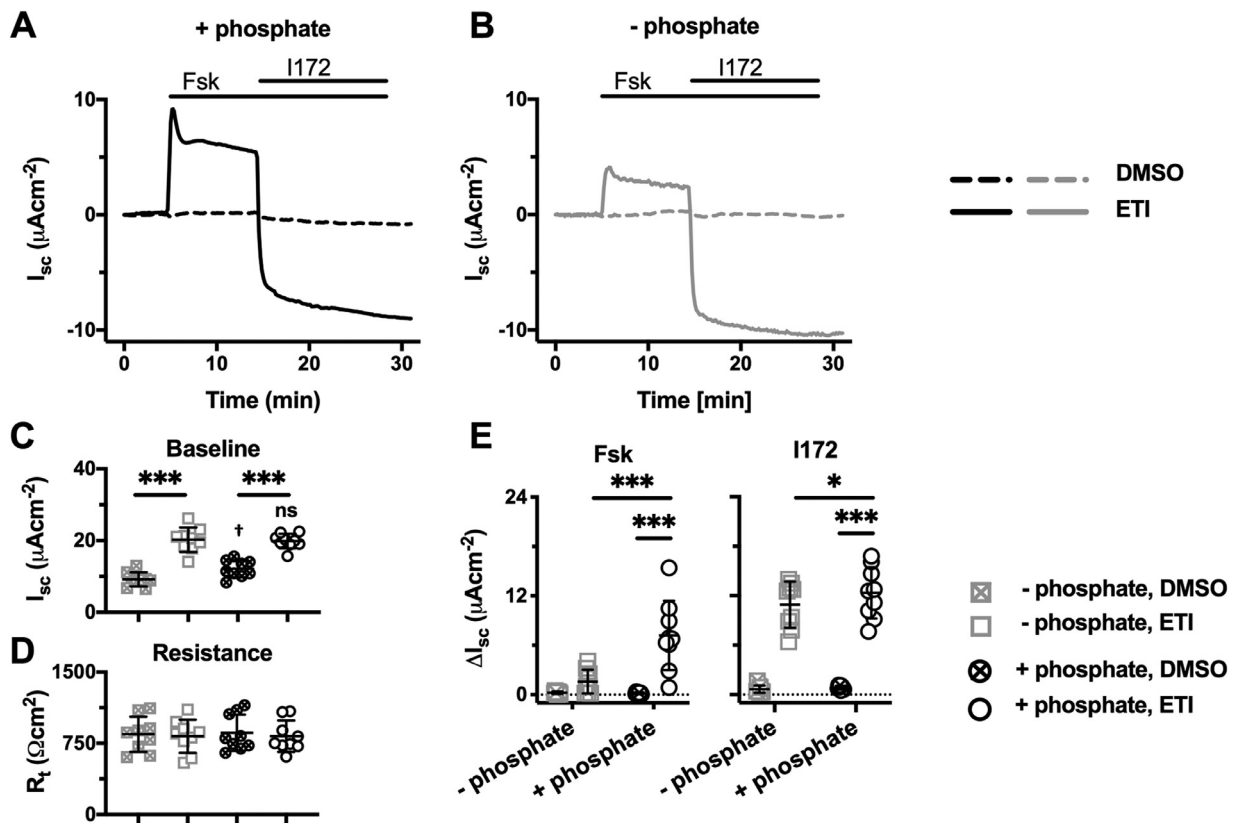 A
+ phosphate
I172
Fsk
10
0
-10
Isc (μAcm-2)
0
10
20
30
Time (min)
B
- phosphate
I172
Fsk
10
0
-10
Isc (μAcm-2)
0
10
20
30
Time [min]
DMSO
ETI
C
Baseline
***
***
†
ns
40
20
0
Isc (μAcm-2)
D
Resistance
1500
750
0
Rt (Ωcm2)
E
Fsk
I172
***
***
*
***
24
12
0
ΔIsc (μAcm-2)
- phosphate
+ phosphate
- phosphate
+ phosphate
- phosphate, DMSO
- phosphate, ETI
+ phosphate, DMSO
+ phosphate, ETI